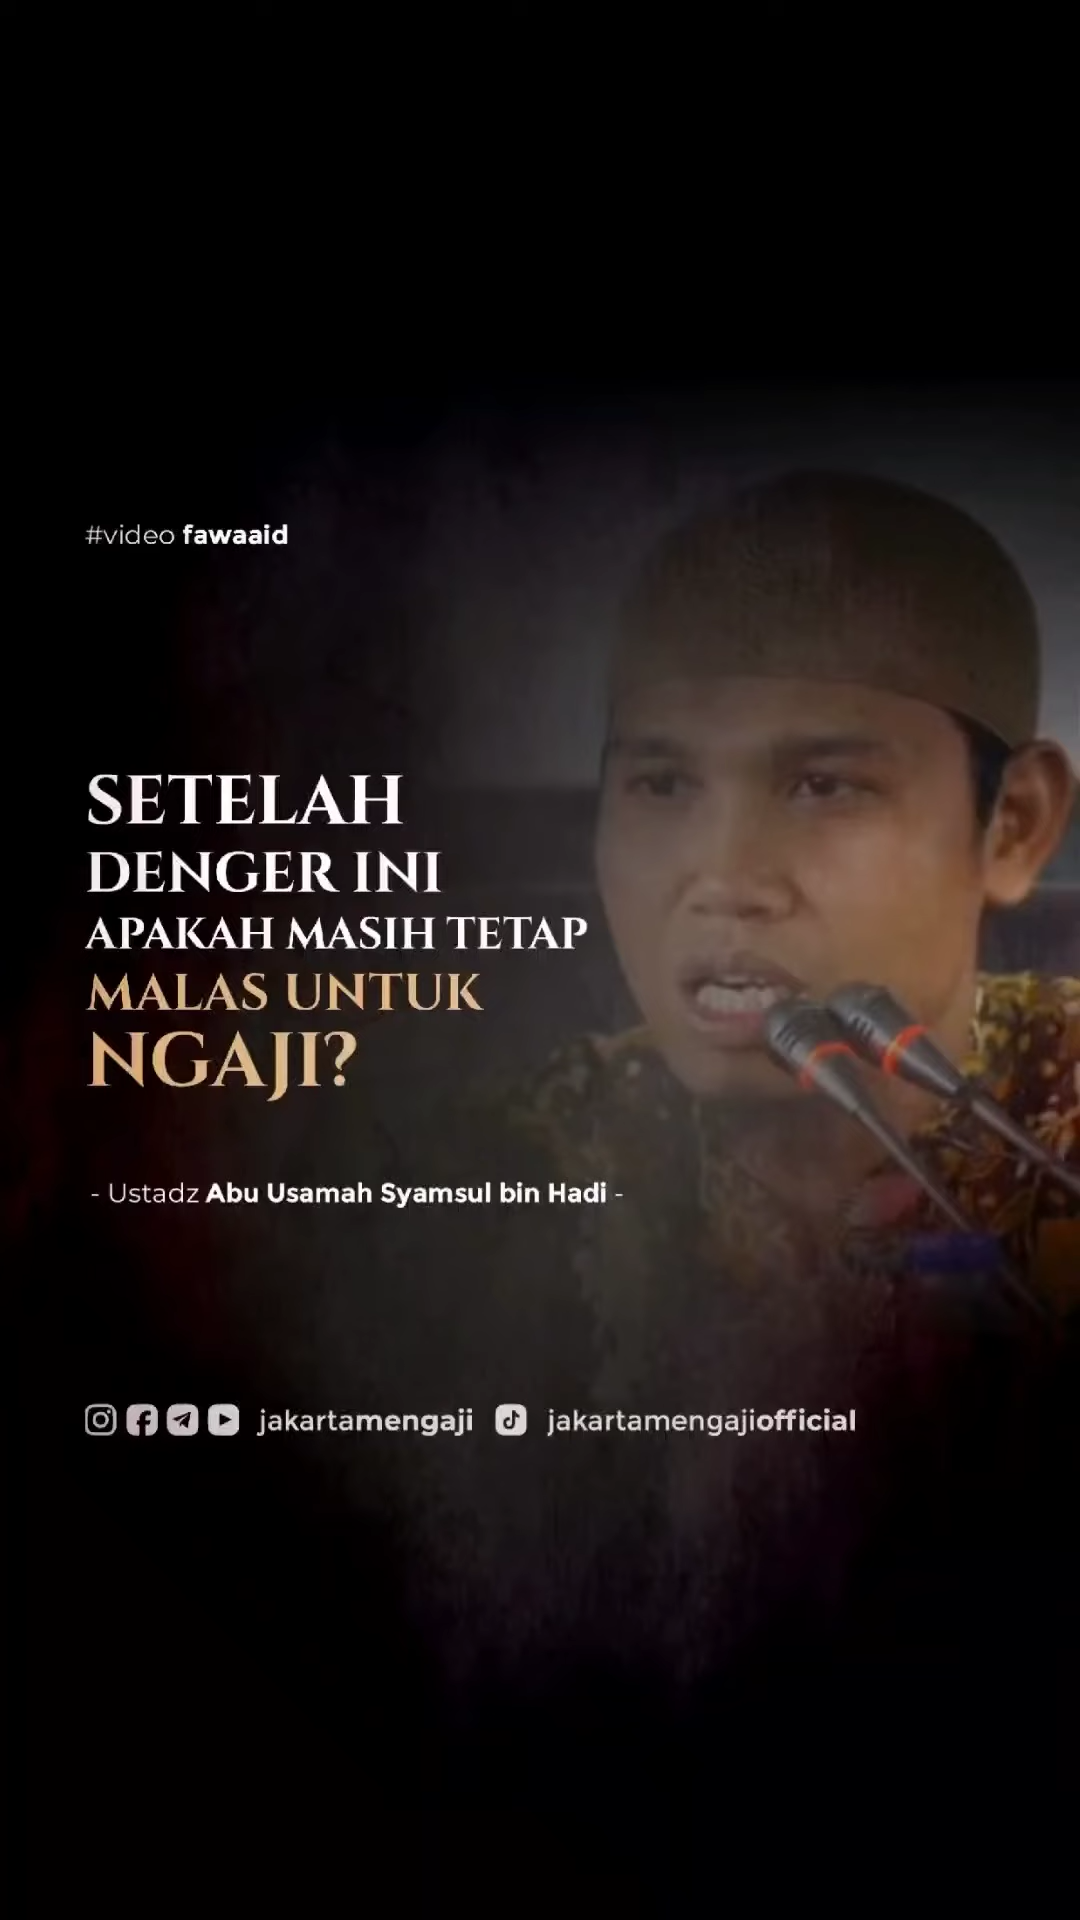 #video fawaaid
SETELAH
DENGER INI
APAKAH MASIH TETAP
MALAS UNTUK
NGAJI?
- Ustadz Abu Usamah Syamsul bin Hadi -
jakartamengaji jakartamengajiofficial